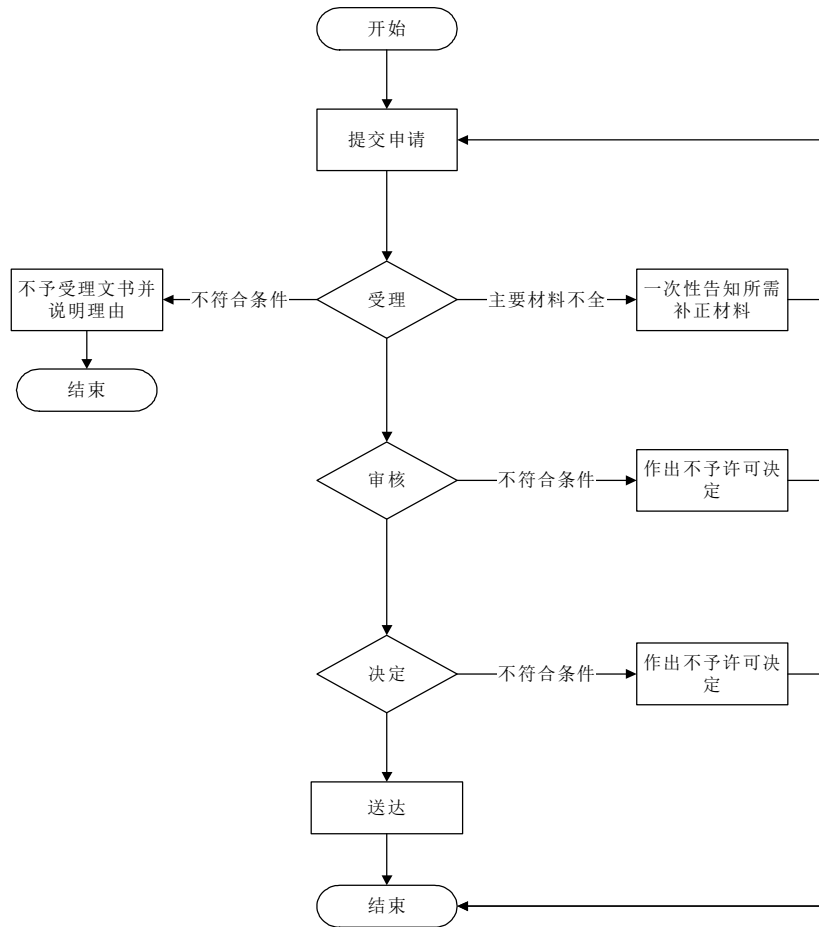 开始
提交申请
不予受理文书并
说明理由
不符合条件
受理
主要材料不全
一次性告知所需
补正材料
结束
审核
不符合条件
作出不予许可决
定
决定
不符合条件
作出不予许可决
定
送达
结束